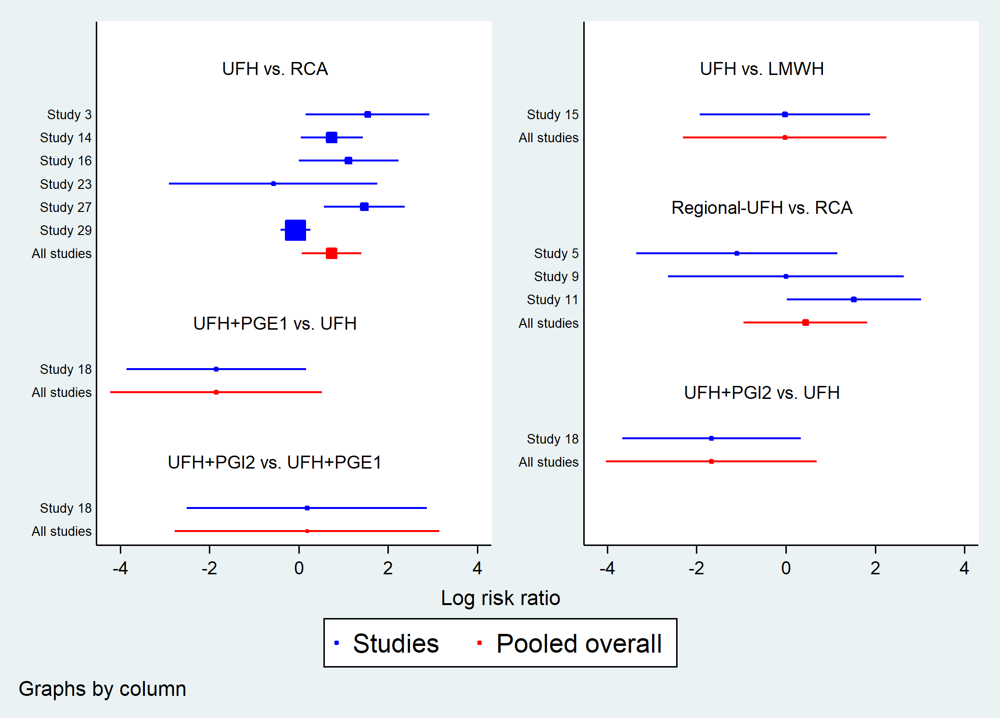 UFH vs. RCA
Study 3
Study 14
Study 16
Study 23
Study 27
Study 29
All studies
UFH+PGE1 vs. UFH
Study 18
All studies
UFH+PGI2 vs. UFH+PGE1
Study 18
All studies
-4 -2 0 2 4
UFH vs. LMWH
Study 15
All studies
Regional-UFH vs. RCA
Study 5
Study 9
Study 11
All studies
UFH+PGI2 vs. UFH
Study 18
All studies
-4 -2 0 2 4
Log risk ratio
Studies Pooled overall
Graphs by column